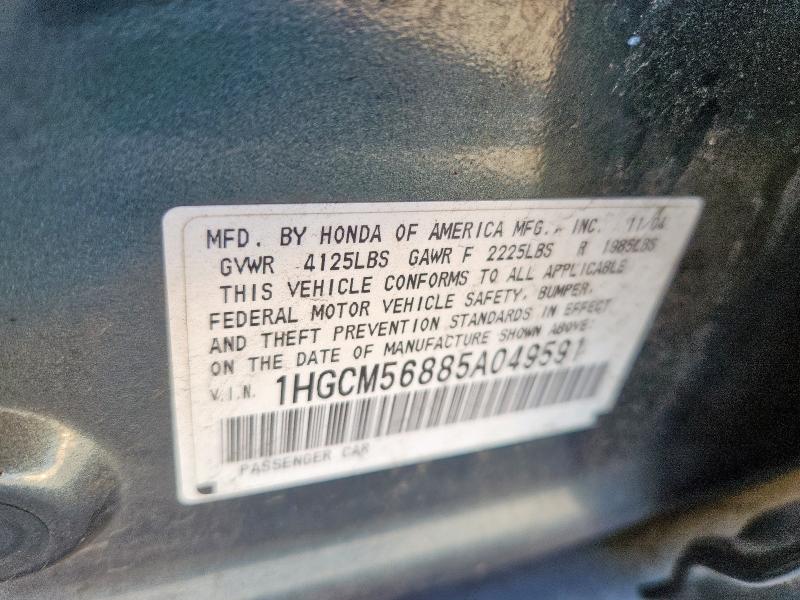 MFD. BY HONDA OF AMERICA MFG., INC. 11/04
GVWR 4125LBS GAWR F 2225LBS R 1985LBS
THIS VEHICLE CONFORMS TO ALL APPLICABLE
FEDERAL MOTOR VEHICLE SAFETY, BUMPER,
AND THEFT PREVENTION STANDARDS IN EFFECT
ON THE DATE OF MANUFACTURE SHOWN ABOVE:
V.I.N. 1HGCM56885A049591
PASSENGER CAR